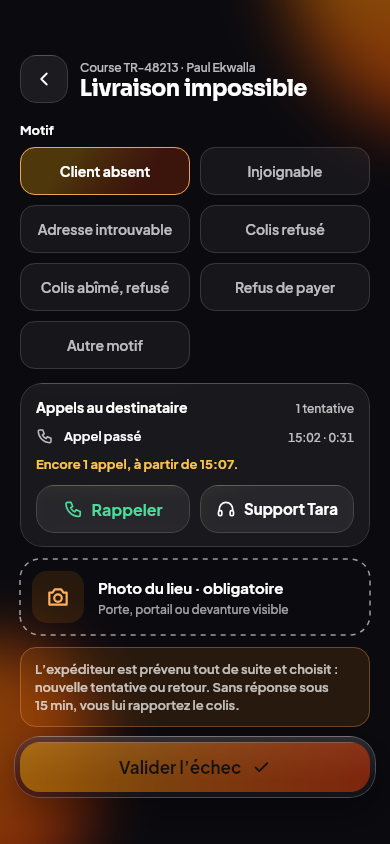 Course TR-48213 · Paul Ekwalla
Livraison impossible
Motif
Client absent
Injoignable
Adresse introuvable
Colis refusé
Colis abîmé, refusé
Refus de payer
Autre motif
Appels au destinataire
1 tentative
Appel passé
15:02 · 0:31
Encore 1 appel, à partir de 15:07.
Rappeler
Support Tara
Photo du lieu · obligatoire
Porte, portail ou devanture visible
L’expéditeur est prévenu tout de suite et choisit :
nouvelle tentative ou retour. Sans réponse sous
15 min, vous lui rapportez le colis.
Valider l’échec